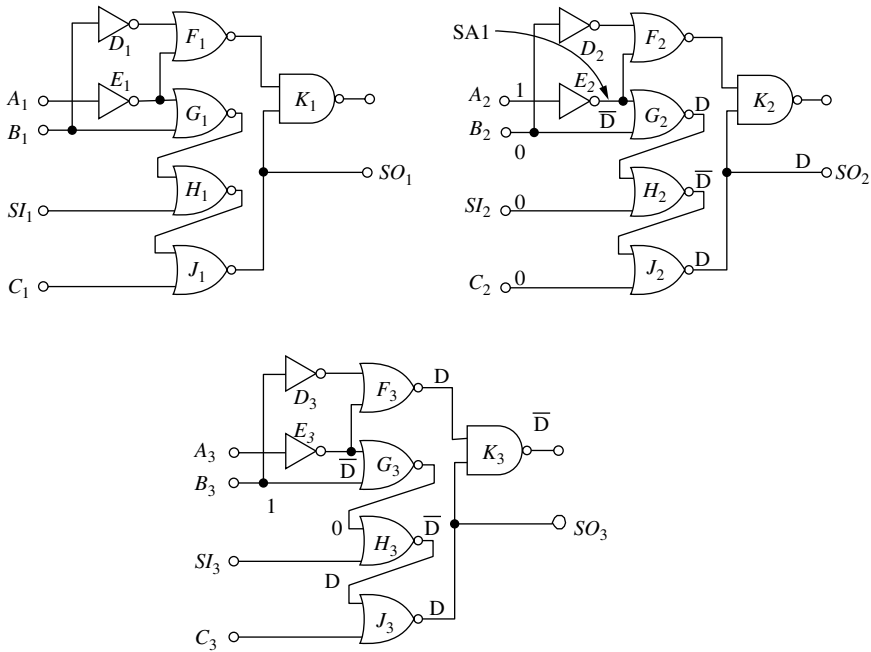 D₁
F₁
E₁
A₁
G₁
K₁
B₁
H₁
SO₁
SI₁
J₁
C₁
SA1
D₂
F₂
E₂
A₂ 1
G₂ D
K₂
B₂
D̅
0
H₂ D̅
D SO₂
SI₂ 0
J₂ D
C₂ 0
F₃ D
D₃
D̅
E₃
A₃
D̅
G₃
K₃
B₃
1
0
H₃ D̅
SO₃
SI₃
D
J₃ D
C₃